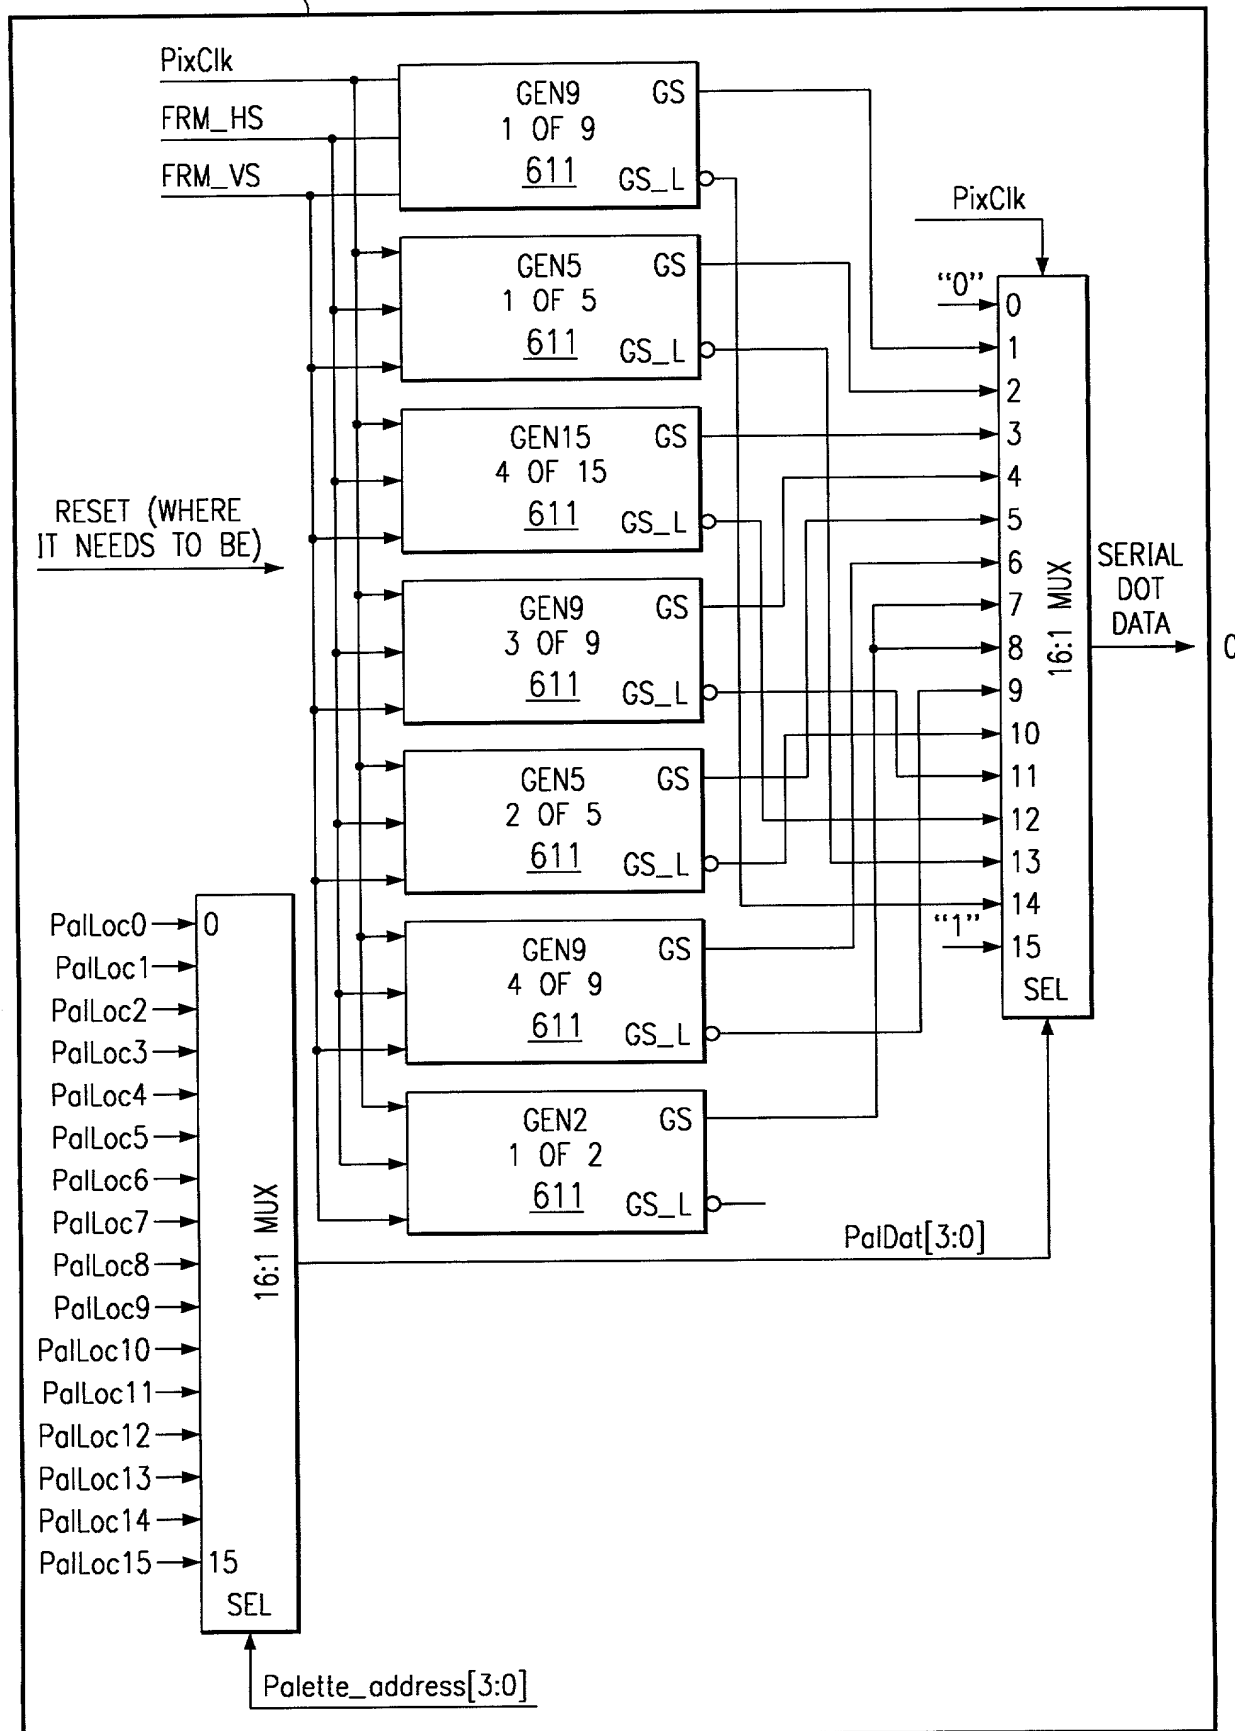 PixClk
FRM_HS
FRM_VS
GEN9 GS
1 OF 9
611 GS_L
GEN5 GS
1 OF 5
611 GS_L
GEN15 GS
4 OF 15
611 GS_L
GEN9 GS
3 OF 9
611 GS_L
GEN5 GS
2 OF 5
611 GS_L
GEN9 GS
4 OF 9
611 GS_L
GEN2 GS
1 OF 2
611 GS_L
RESET (WHERE
IT NEEDS TO BE)
PixClk
"0"
0
1
2
3
4
5
6
7
8
9
10
11
12
13
14
"1"
15
SEL
16:1 MUX
SERIAL
DOT
DATA
PalLoc0 0
PalLoc1
PalLoc2
PalLoc3
PalLoc4
PalLoc5
PalLoc6
PalLoc7
PalLoc8
PalLoc9
PalLoc10
PalLoc11
PalLoc12
PalLoc13
PalLoc14
PalLoc15 15
SEL
16:1 MUX
PalDat[3:0]
Palette_address[3:0]